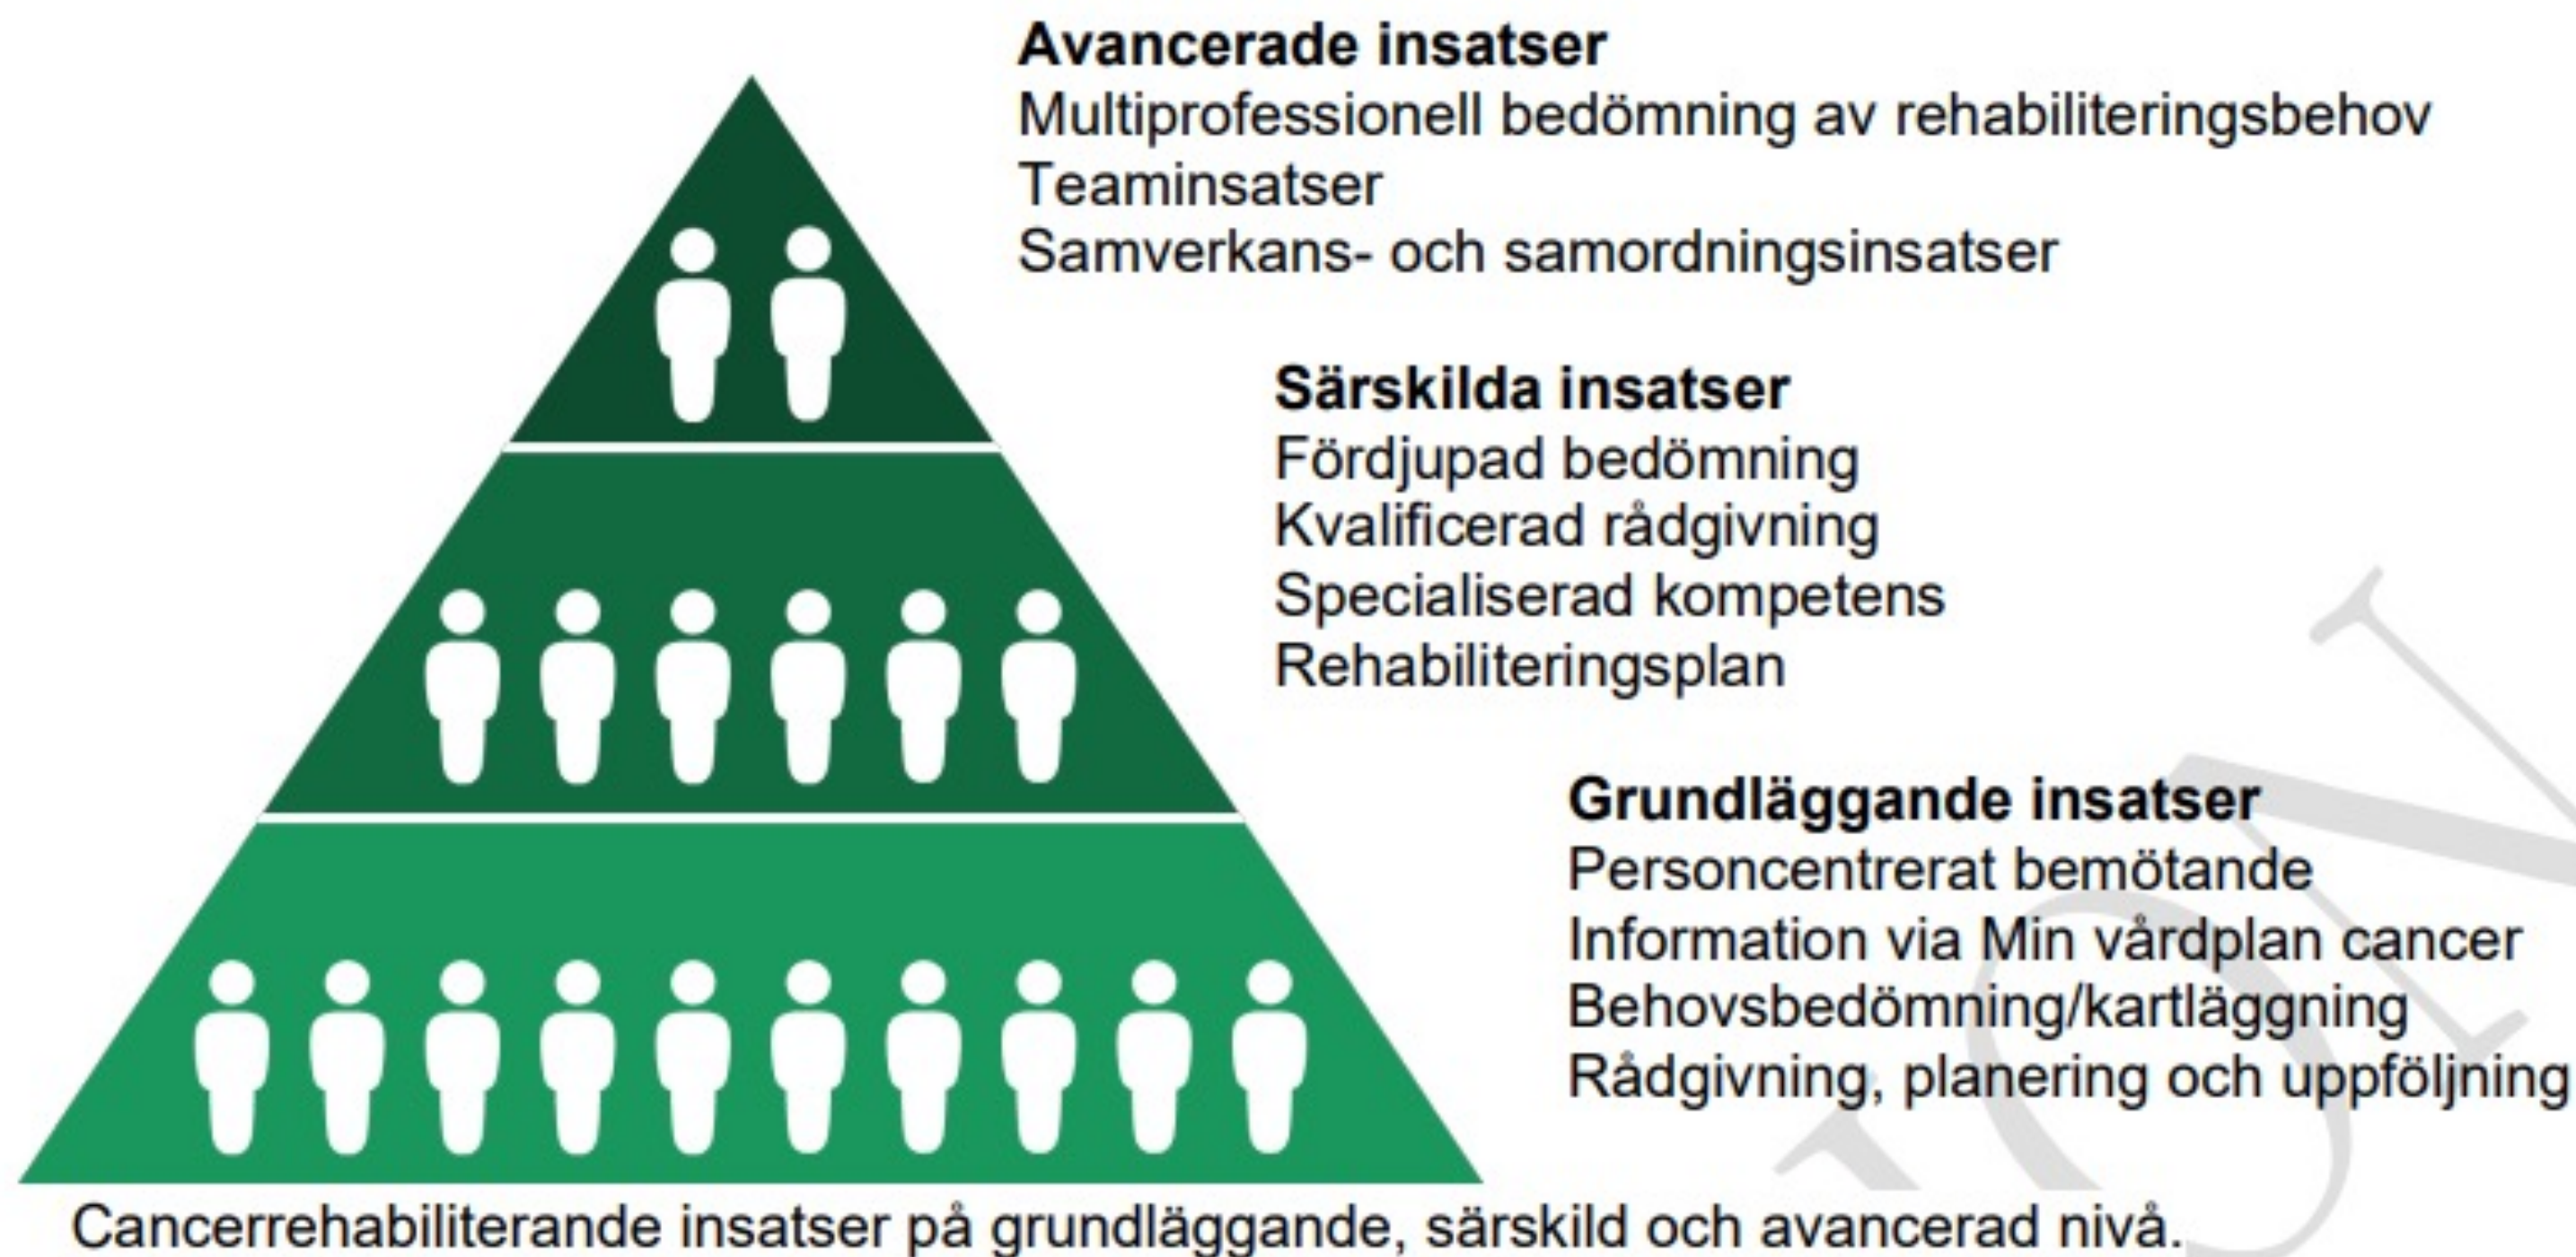 Avancerade insatser
Multiprofessionell bedömning av rehabiliteringsbehov
Teaminsatser
Samverkans- och samordningsinsatser
Särskilda insatser
Fördjupad bedömning
Kvalificerad rådgivning
Specialiserad kompetens
Rehabiliteringsplan
Grundläggande insatser
Personcentrerat bemötande
Information via Min vårdplan cancer
Behovsbedömning/kartläggning
Rådgivning, planering och uppföljning
Cancerrehabiliterande insatser på grundläggande, särskild och avancerad nivå.